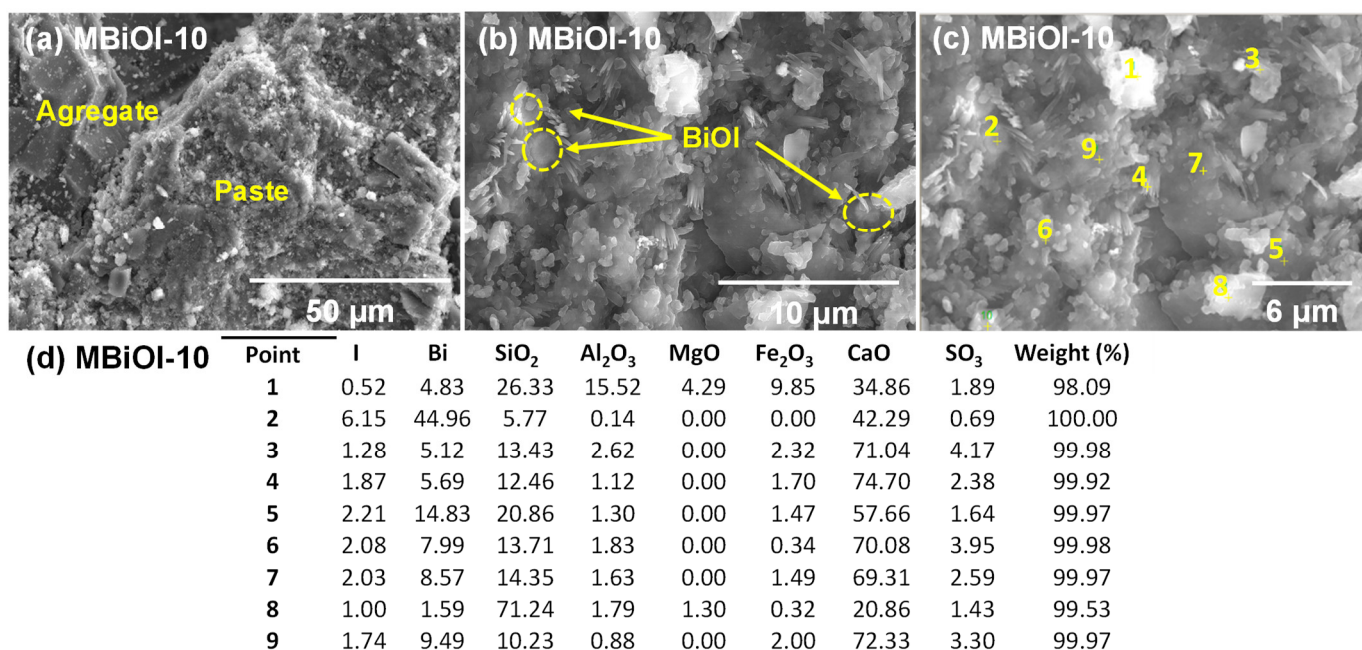 (a) MBiOI-10
Agregate
Paste
50 µm
(b) MBiOI-10
BiOI
10 µm
(c) MBiOI-10
1
3
2
9
7
4
6
5
8
10
6 µm
(d) MBiOI-10
Point I Bi SiO₂ Al₂O₃ MgO Fe₂O₃ CaO SO₃ Weight (%)
1 0.52 4.83 26.33 15.52 4.29 9.85 34.86 1.89 98.09
2 6.15 44.96 5.77 0.14 0.00 0.00 42.29 0.69 100.00
3 1.28 5.12 13.43 2.62 0.00 2.32 71.04 4.17 99.98
4 1.87 5.69 12.46 1.12 0.00 1.70 74.70 2.38 99.92
5 2.21 14.83 20.86 1.30 0.00 1.47 57.66 1.64 99.97
6 2.08 7.99 13.71 1.83 0.00 0.34 70.08 3.95 99.98
7 2.03 8.57 14.35 1.63 0.00 1.49 69.31 2.59 99.97
8 1.00 1.59 71.24 1.79 1.30 0.32 20.86 1.43 99.53
9 1.74 9.49 10.23 0.88 0.00 2.00 72.33 3.30 99.97